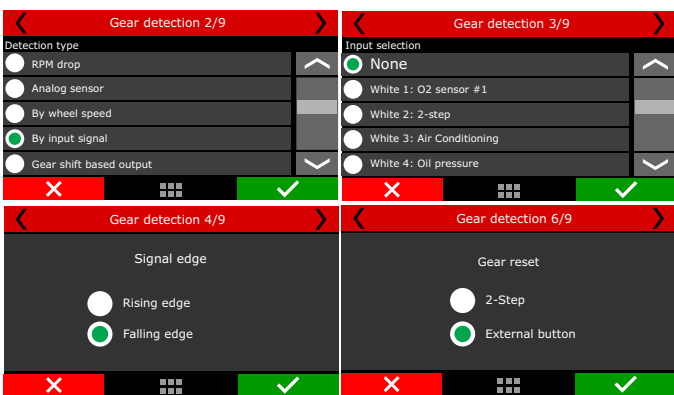 Gear detection 2/9
Detection type
RPM drop
Analog sensor
By wheel speed
By input signal
Gear shift based output
Gear detection 3/9
Input selection
None
White 1: O2 sensor #1
White 2: 2-step
White 3: Air Conditioning
White 4: Oil pressure
Gear detection 4/9
Signal edge
Rising edge
Falling edge
Gear detection 6/9
Gear reset
2-Step
External button